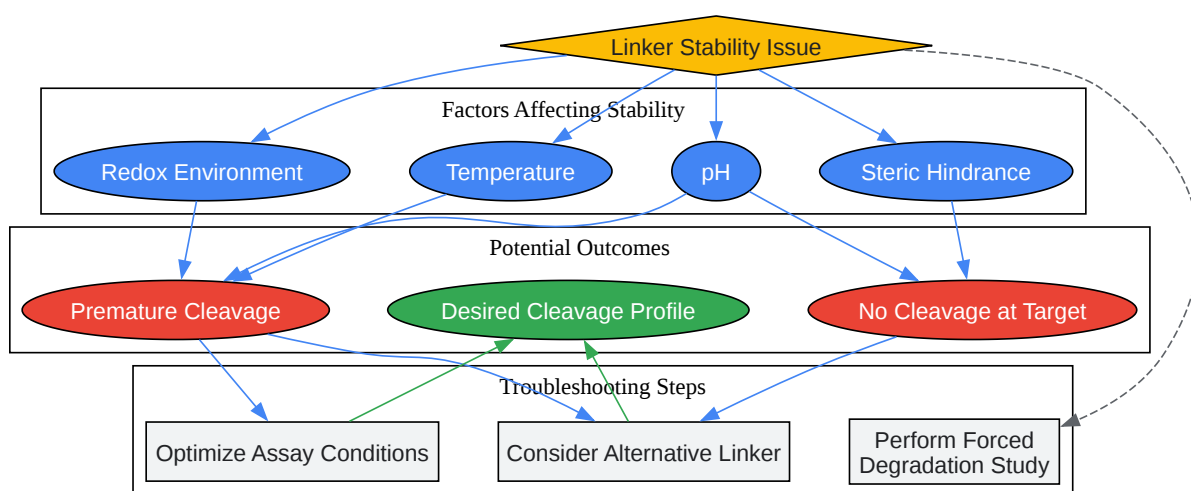 Linker Stability Issue
Factors Affecting Stability
Redox Environment
Temperature
pH
Steric Hindrance
Potential Outcomes
Premature Cleavage
Desired Cleavage Profile
No Cleavage at Target
Troubleshooting Steps
Optimize Assay Conditions
Consider Alternative Linker
Perform Forced
Degradation Study